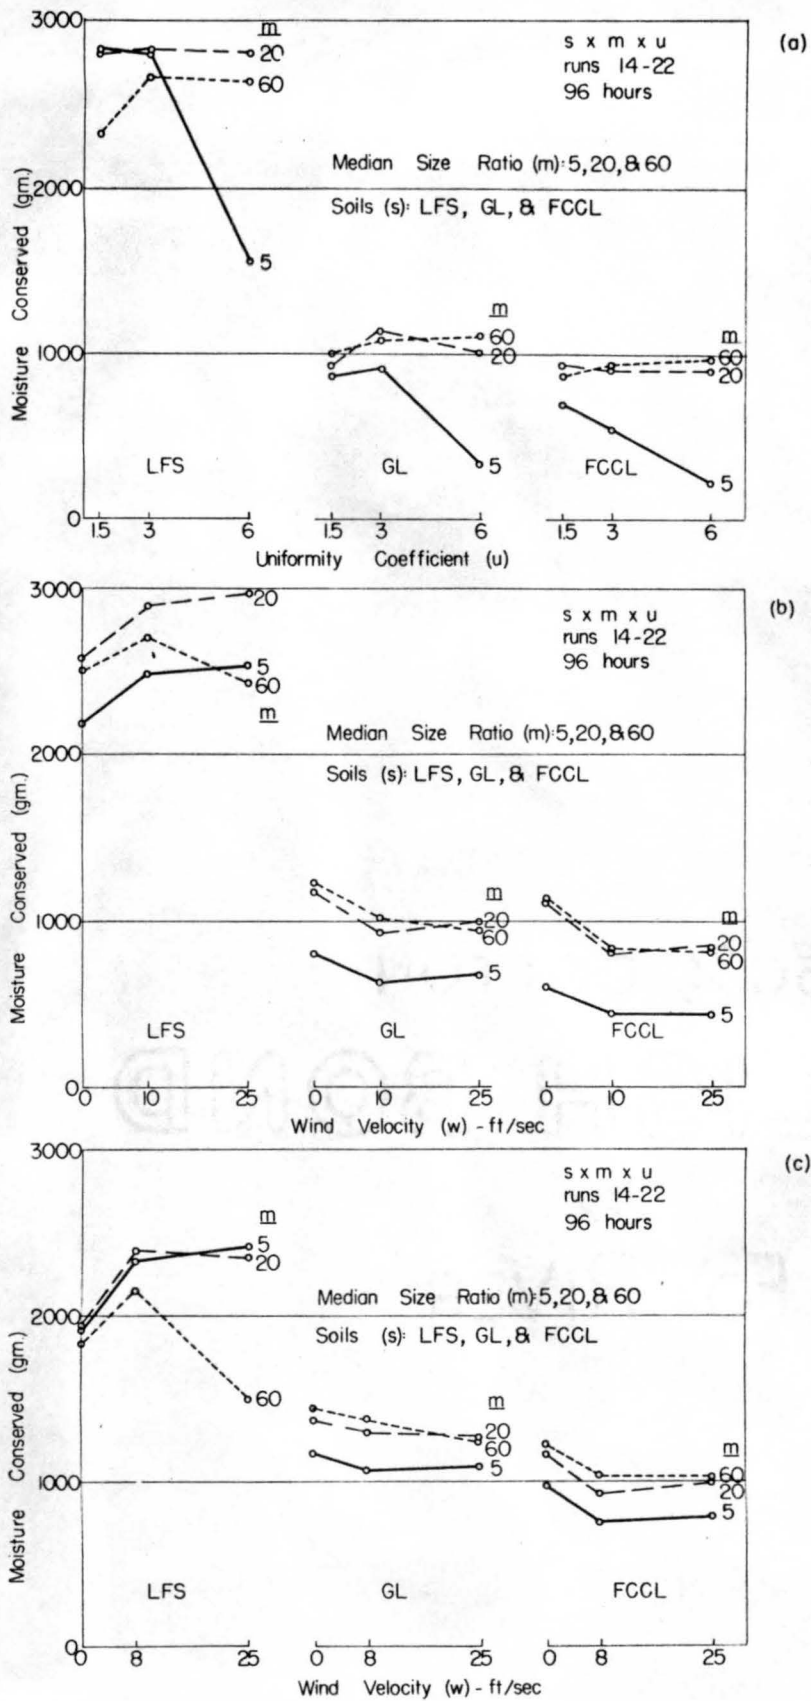 (a)
3000
2000
1000
0
Moisture Conserved (gm.)
m
20
60
5
s x m x u
runs 14-22
96 hours
Median Size Ratio (m): 5, 20, & 60
Soils (s): LFS, GL, & FCCL
m
60
20
5
m
60
20
5
LFS
GL
FCCL
1.5 3 6
1.5 3 6
1.5 3 6
Uniformity Coefficient (u)
(b)
3000
2000
1000
0
Moisture Conserved (gm.)
20
5
60
m
s x m x u
runs 14-22
96 hours
Median Size Ratio (m): 5, 20, & 60
Soils (s): LFS, GL, & FCCL
m
20
60
5
m
20
60
5
LFS
GL
FCCL
0 10 25
0 10 25
0 10 25
Wind Velocity (w) - ft/sec
(c)
3000
2000
1000
0
Moisture Conserved (gm.)
m
5
20
60
s x m x u
runs 14-22
96 hours
Median Size Ratio (m): 5, 20, & 60
Soils (s): LFS, GL, & FCCL
m
20
60
5
m
60
20
5
LFS
GL
FCCL
0 8 25
0 8 25
0 8 25
Wind Velocity (w) - ft/sec